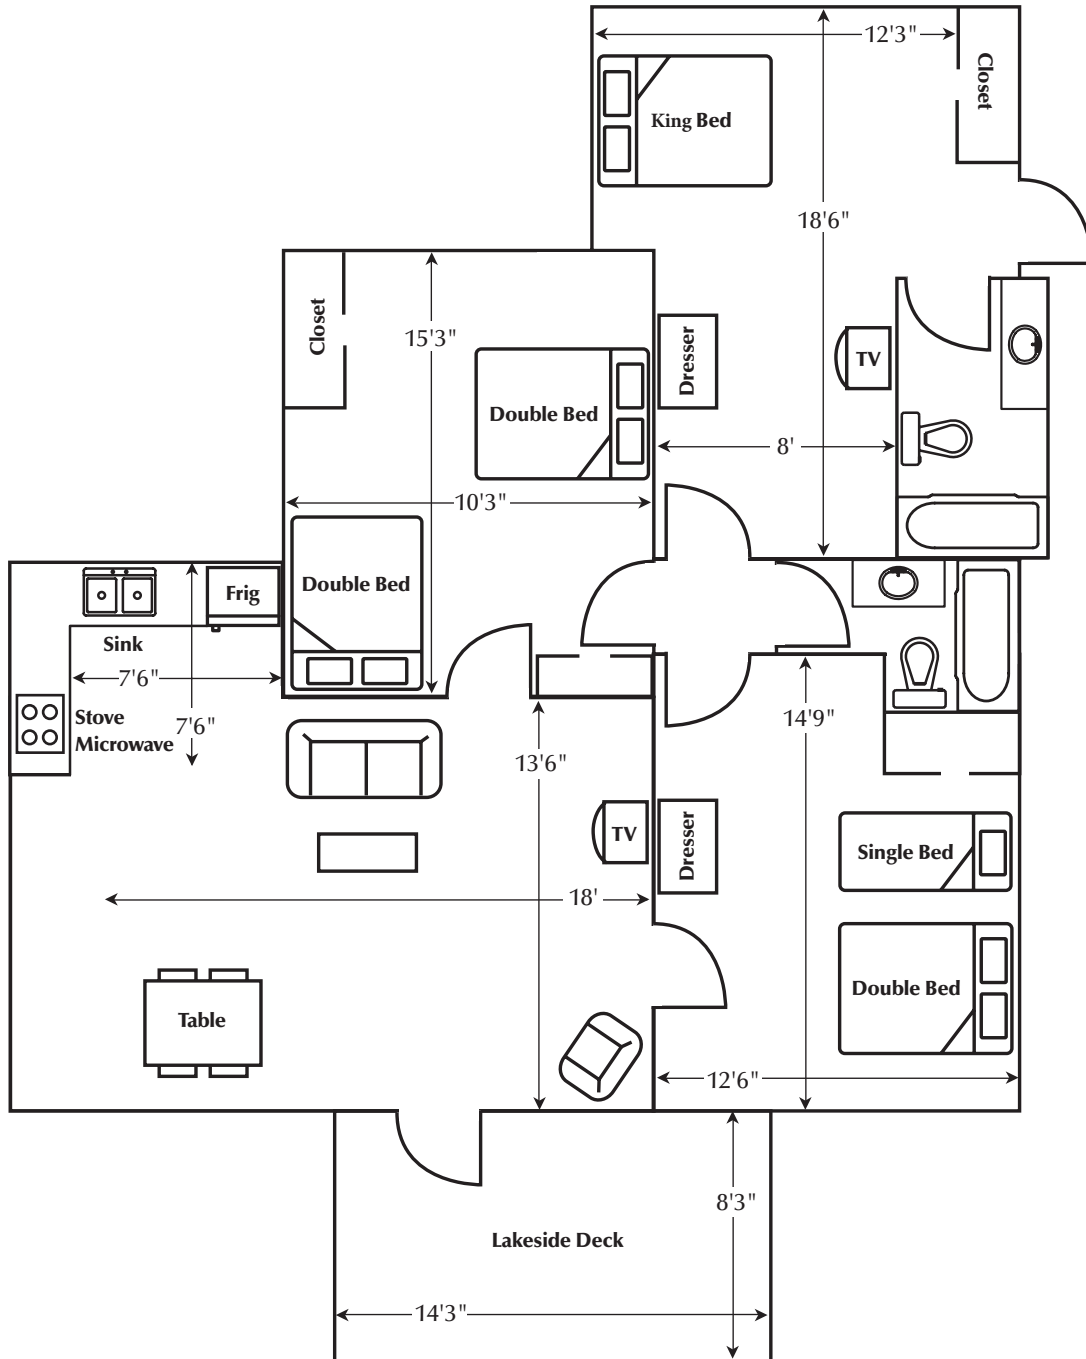 12'3"
Closet
King Bed
18'6"
Closet
15'3"
Dresser
TV
Double Bed
8'
10'3"
Double Bed
Frig
Sink
7'6"
Stove
Microwave
7'6"
14'9"
13'6"
TV
Dresser
Single Bed
18'
Double Bed
Table
12'6"
8'3"
Lakeside Deck
14'3"